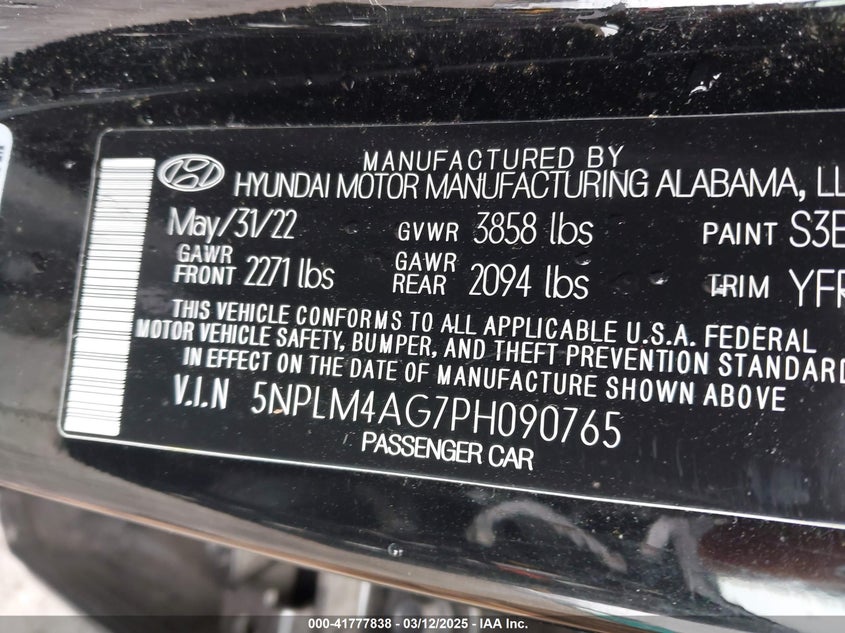 MANUFACTURED BY
HYUNDAI MOTOR MANUFACTURING ALABAMA, LL
May/31/22 GVWR 3858 lbs PAINT S3B
GAWR FRONT 2271 lbs GAWR REAR 2094 lbs TRIM YFR
THIS VEHICLE CONFORMS TO ALL APPLICABLE U.S.A. FEDERAL
MOTOR VEHICLE SAFETY, BUMPER, AND THEFT PREVENTION STANDARD
IN EFFECT ON THE DATE OF MANUFACTURE SHOWN ABOVE
V.I.N 5NPLM4AG7PH090765
PASSENGER CAR
000-41777838 - 03/12/2025 - IAA Inc.